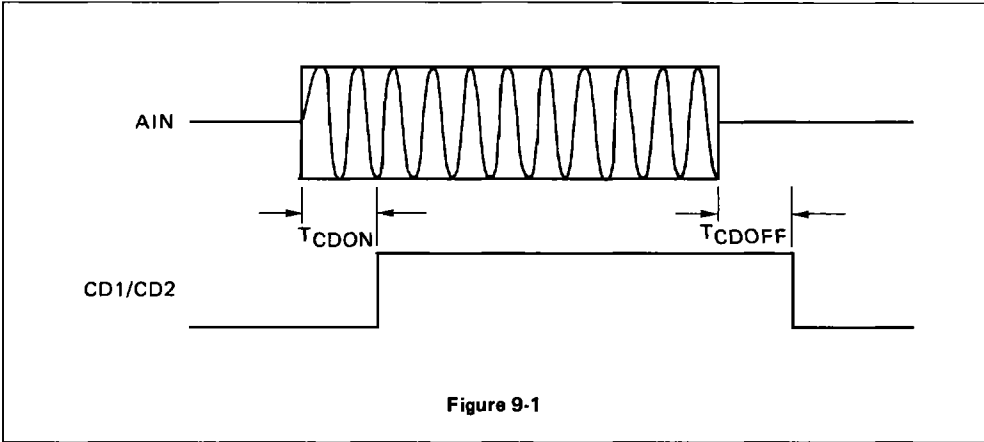 AIN
TCDON
TCDOFF
CD1/CD2
Figure 9-1